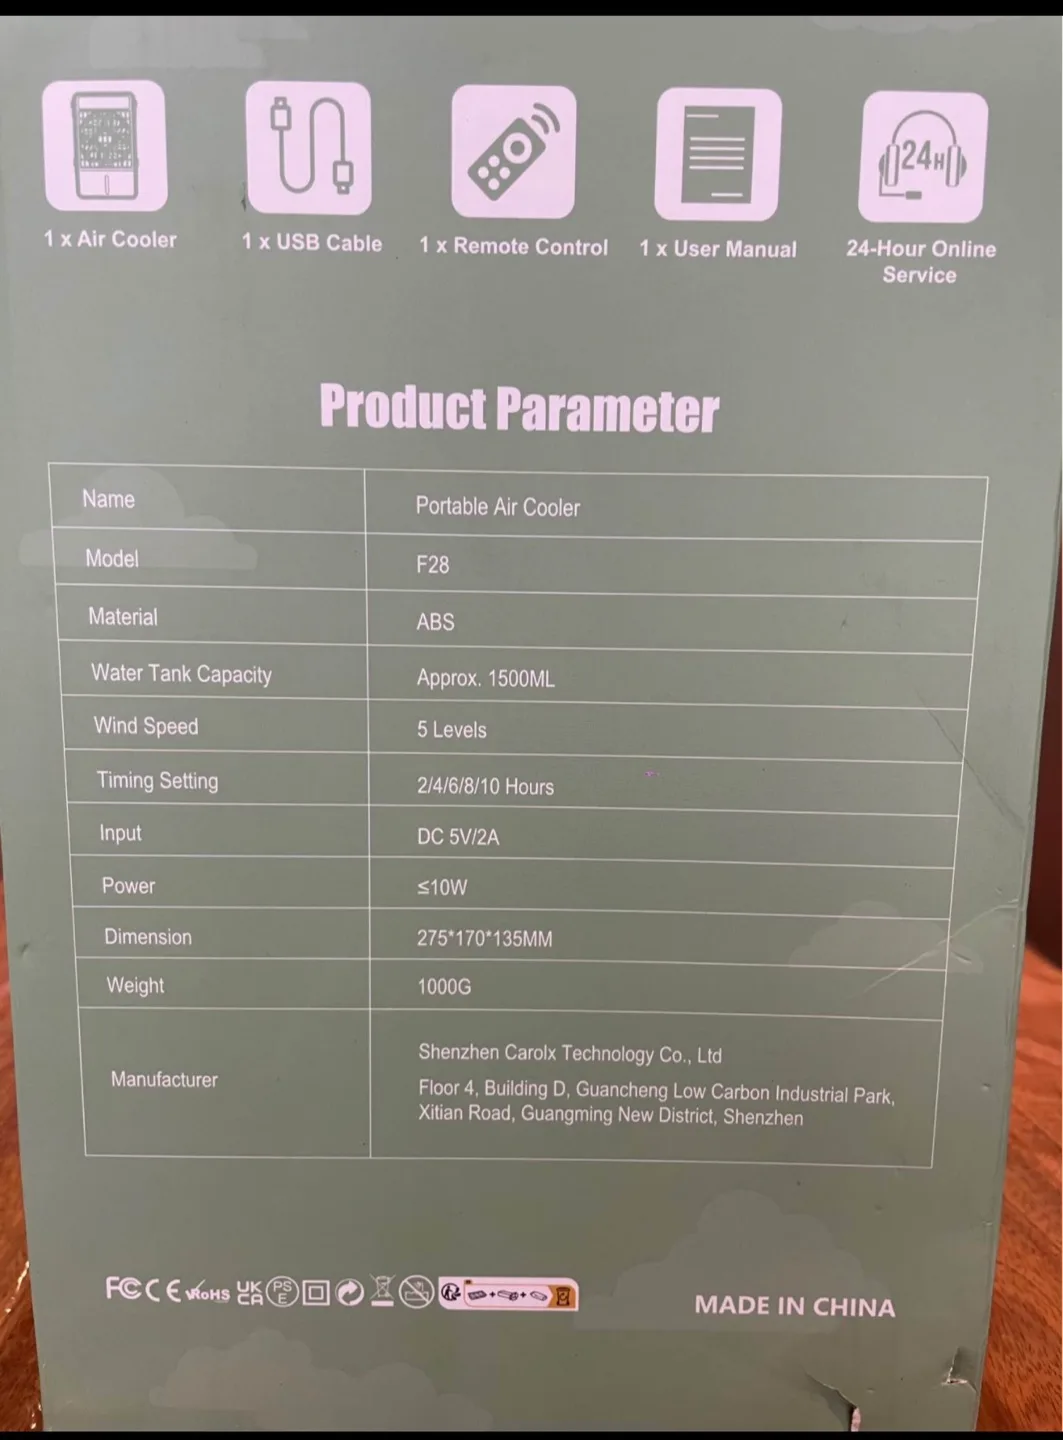 24H
1 x Air Cooler
1 x USB Cable
1 x Remote Control
1 x User Manual
24-Hour Online
Service
Product Parameter
Name Portable Air Cooler
Model F28
Material ABS
Water Tank Capacity Approx. 1500ML
Wind Speed 5 Levels
Timing Setting 2/4/6/8/10 Hours
Input DC 5V/2A
Power ≤10W
Dimension 275*170*135MM
Weight 1000G
Manufacturer
Shenzhen Carolx Technology Co., Ltd
Floor 4, Building D, Guancheng Low Carbon Industrial Park,
Xitian Road, Guangming New District, Shenzhen
FC CE RoHS UK CA PS E
MADE IN CHINA